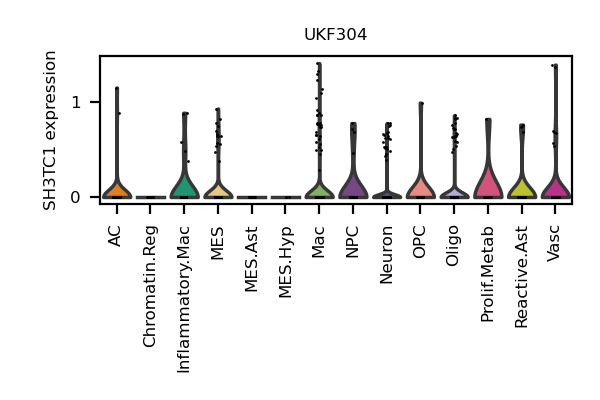 UKF304
SH3TC1 expression
1
0
AC
Chromatin.Reg
Inflammatory.Mac
MES
MES.Ast
MES.Hyp
Mac
NPC
Neuron
OPC
Oligo
Prolif.Metab
Reactive.Ast
Vasc